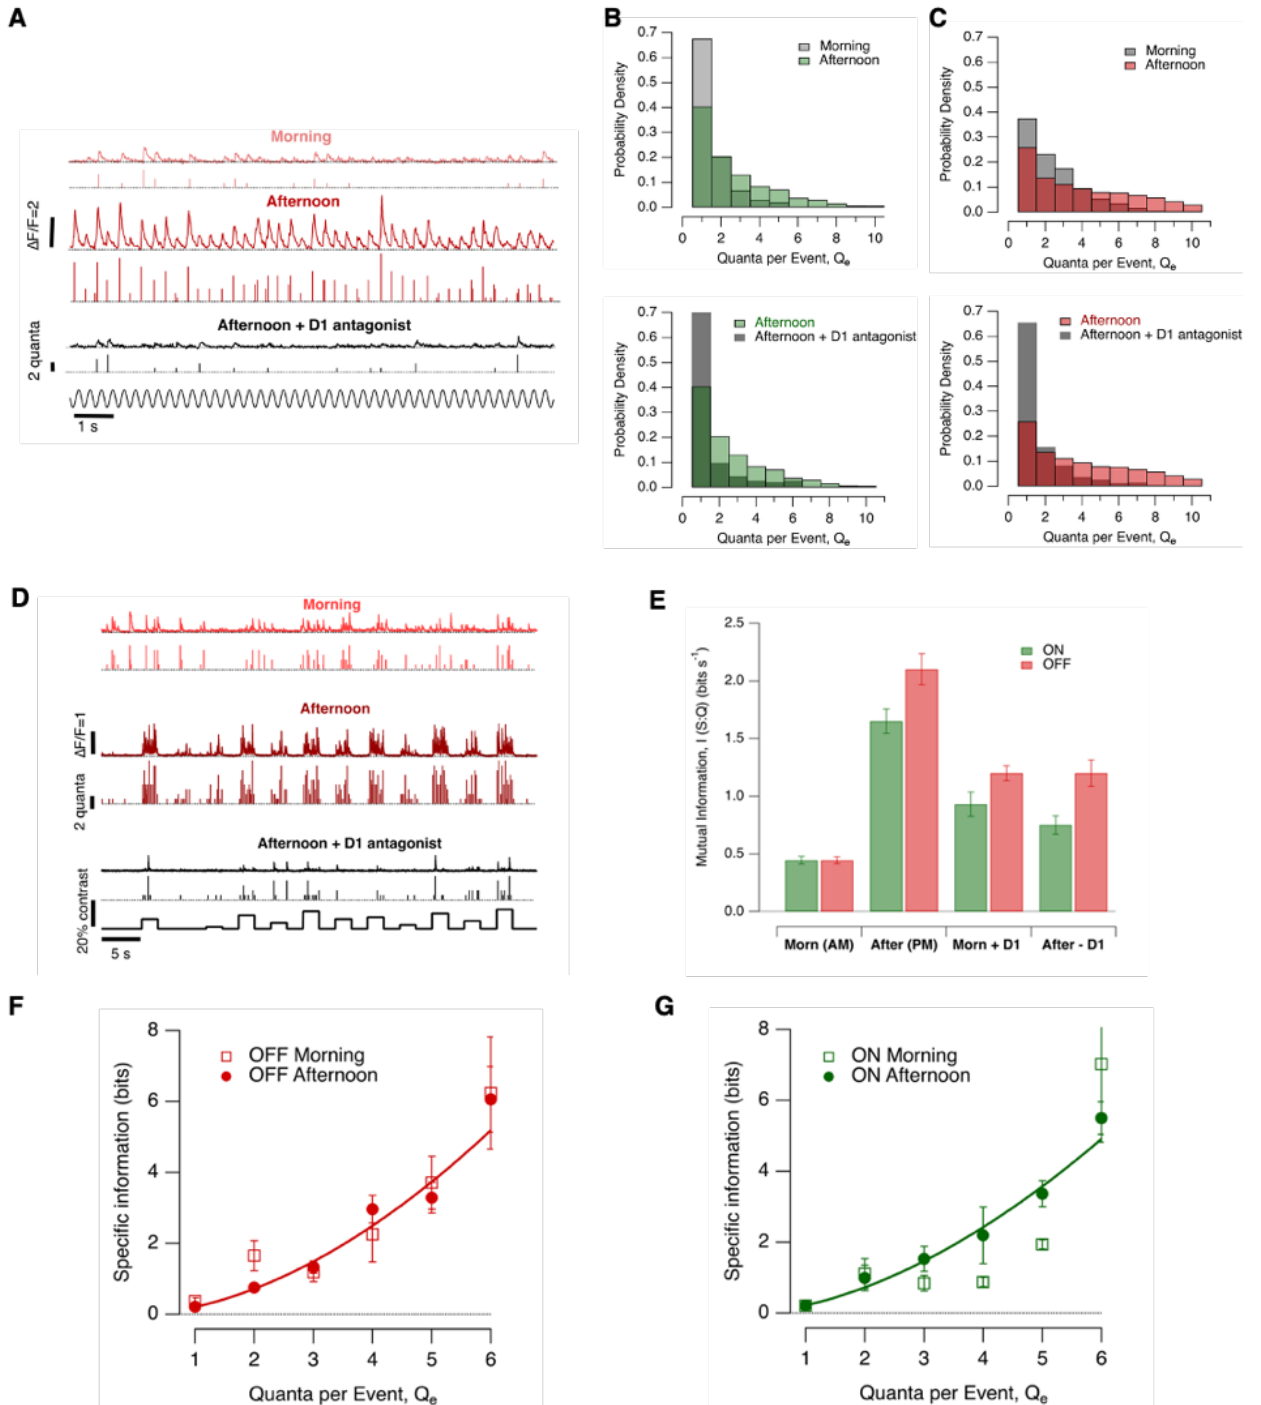 A
Morning
Afternoon
ΔF/F=2
Afternoon + D1 antagonist
2 quanta
1 s
B
0.7
0.6
0.5
0.4
0.3
0.2
0.1
0.0
Probability Density
Morning
Afternoon
0 2 4 6 8 10
Quanta per Event, Qe
0.7
0.6
0.5
0.4
0.3
0.2
0.1
0.0
Probability Density
Afternoon
Afternoon + D1 antagonist
0 2 4 6 8 10
Quanta per Event, Qe
C
0.7
0.6
0.5
0.4
0.3
0.2
0.1
0.0
Probability Density
Morning
Afternoon
0 2 4 6 8 10
Quanta per Event, Qe
0.7
0.6
0.5
0.4
0.3
0.2
0.1
0.0
Probability Density
Afternoon
Afternoon + D1 antagonist
0 2 4 6 8 10
Quanta per Event, Qe
D
Morning
Afternoon
ΔF/F=1
2 quanta
Afternoon + D1 antagonist
20% contrast
5 s
E
2.5
2.0
1.5
1.0
0.5
0.0
Mutual Information, I (S:Q) (bits s-1)
ON
OFF
Morn (AM) After (PM) Morn + D1 After - D1
F
8
6
4
2
0
Specific information (bits)
OFF Morning
OFF Afternoon
1 2 3 4 5 6
Quanta per Event, Qe
G
8
6
4
2
0
Specific information (bits)
ON Morning
ON Afternoon
1 2 3 4 5 6
Quanta per Event, Qe